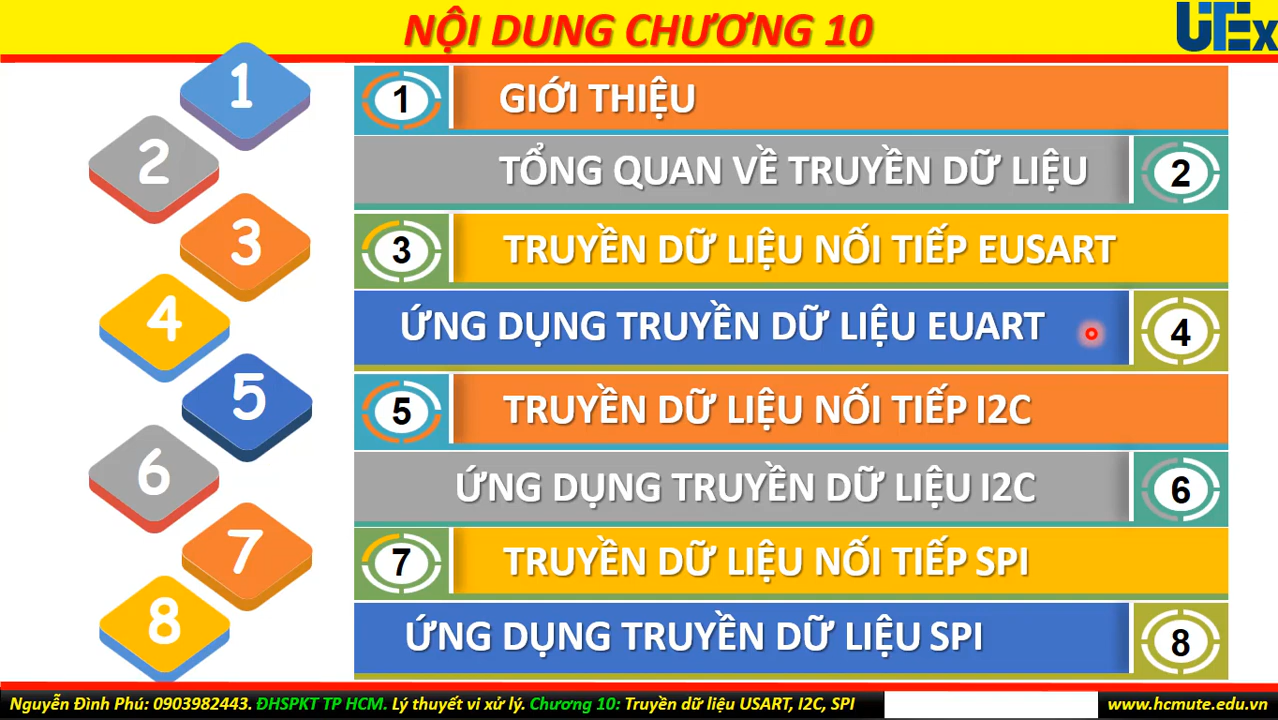 NỘI DUNG CHƯƠNG 10
UTEx
1
1
GIỚI THIỆU
2
TỔNG QUAN VỀ TRUYỀN DỮ LIỆU
2
3
3
TRUYỀN DỮ LIỆU NỐI TIẾP EUSART
4
ỨNG DỤNG TRUYỀN DỮ LIỆU EUART
4
5
5
TRUYỀN DỮ LIỆU NỐI TIẾP I2C
6
ỨNG DỤNG TRUYỀN DỮ LIỆU I2C
6
7
7
TRUYỀN DỮ LIỆU NỐI TIẾP SPI
8
ỨNG DỤNG TRUYỀN DỮ LIỆU SPI
8
Nguyễn Đình Phú: 0903982443. ĐHSPKT TP HCM. Lý thuyết vi xử lý. Chương 10: Truyền dữ liệu USART, I2C, SPI
www.hcmute.edu.vn